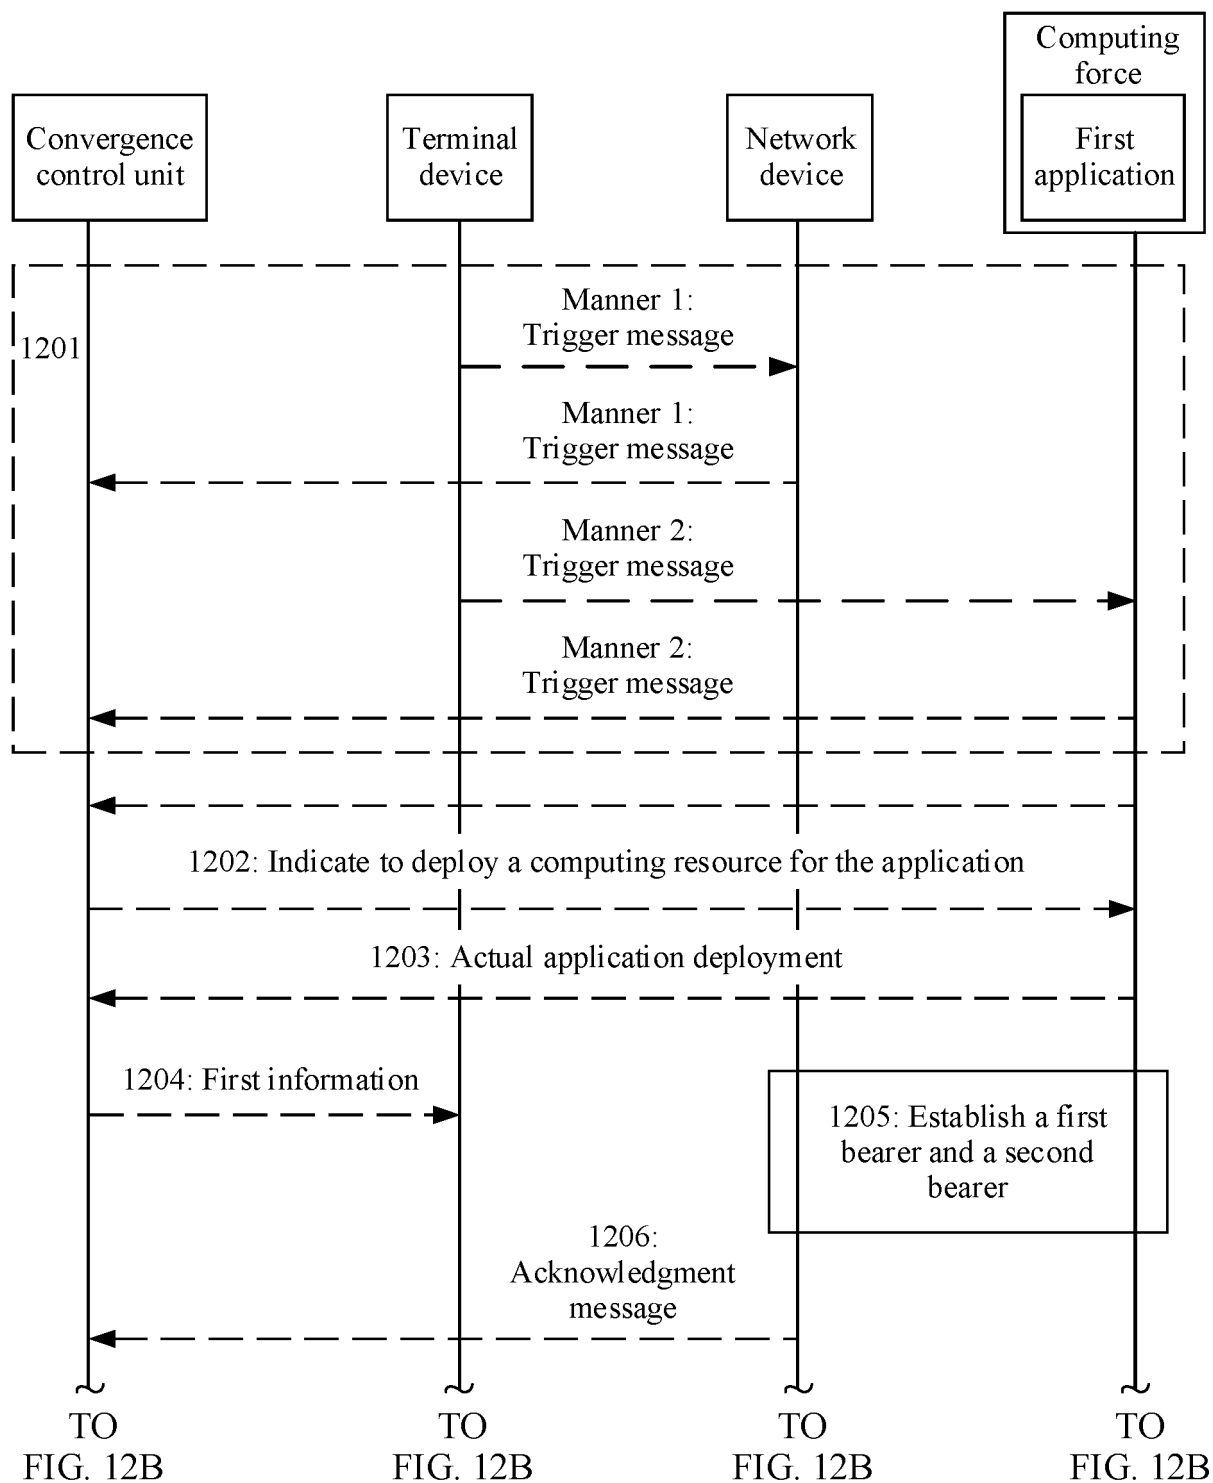 Computing
force
Convergence
control unit
Terminal
device
Network
device
First
application
1201
Manner 1:
Trigger message
Manner 1:
Trigger message
Manner 2:
Trigger message
Manner 2:
Trigger message
1202: Indicate to deploy a computing resource for the application
1203: Actual application deployment
1204: First information
1205: Establish a first
bearer and a second
bearer
1206:
Acknowledgment
message
TO
FIG. 12B
TO
FIG. 12B
TO
FIG. 12B
TO
FIG. 12B